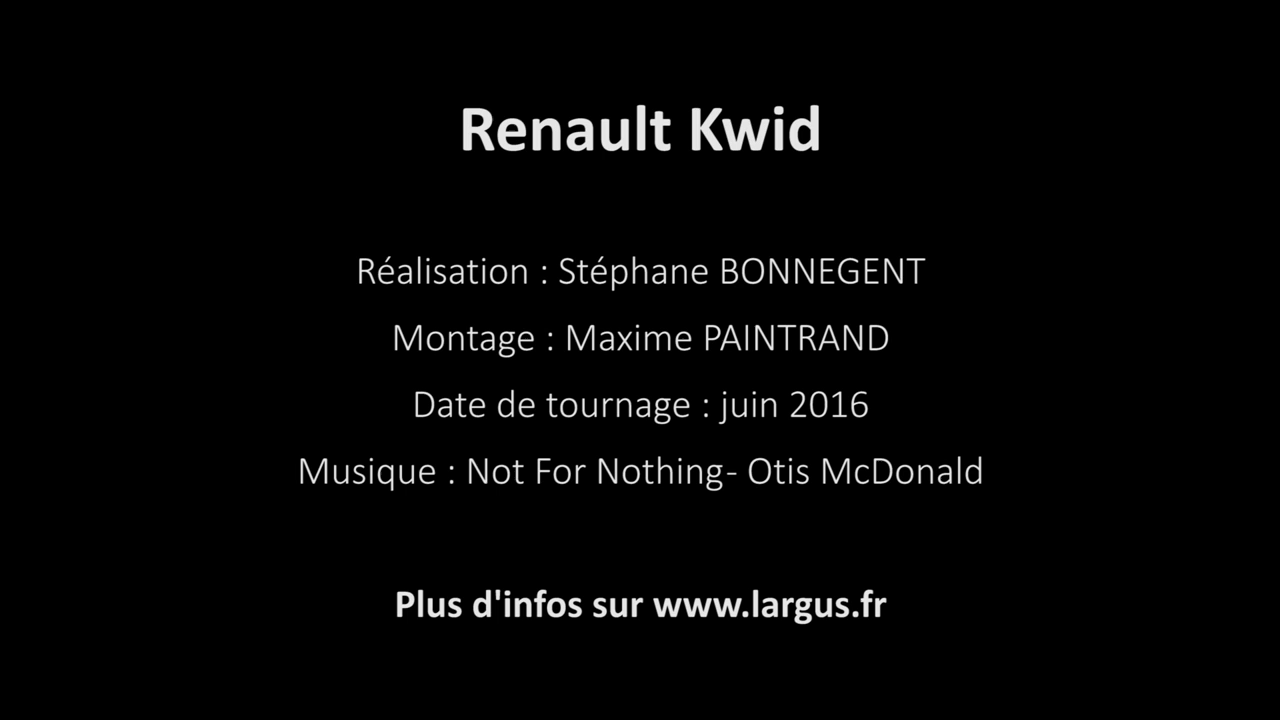 Renault Kwid
Réalisation : Stéphane BONNEGENT
Montage : Maxime PAINTRAND
Date de tournage : juin 2016
Musique : Not For Nothing - Otis McDonald
Plus d'infos sur www.largus.fr